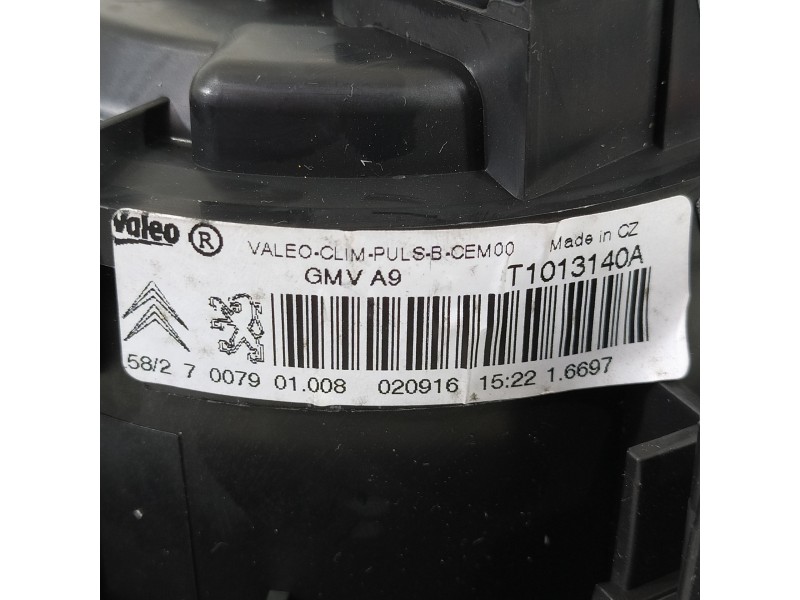 Valeo ® VALEO-CLIM-PULS-B-CEM00 Made in CZ
GMV A9 T1013140A
58/2 7 0079 01.008 020916 15:22 1.6697